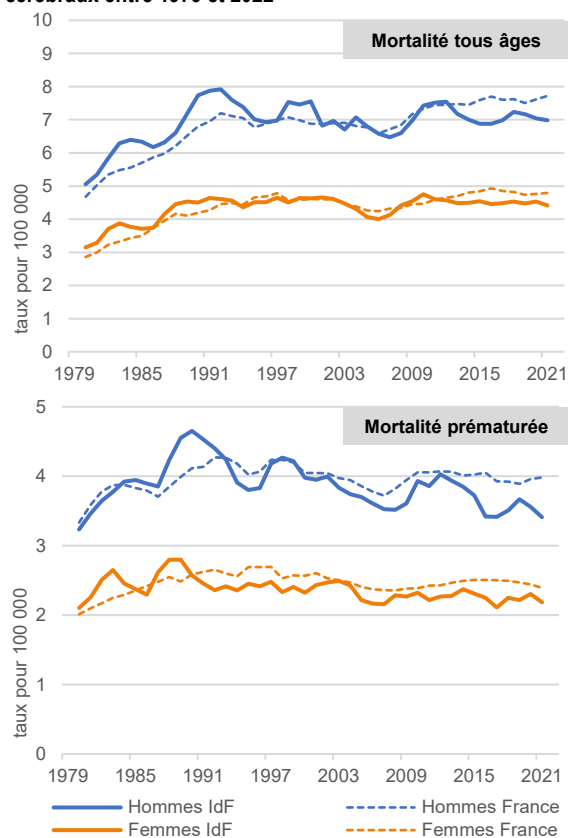 cérébraux entre 1979 et 2022
10
9
8
7
6
5
4
3
2
1
0
taux pour 100 000
Mortalité tous âges
1979 1985 1991 1997 2003 2009 2015 2021
5
4
3
2
1
0
taux pour 100 000
Mortalité prématurée
1979 1985 1991 1997 2003 2009 2015 2021
Hommes IdF Hommes France
Femmes IdF Femmes France